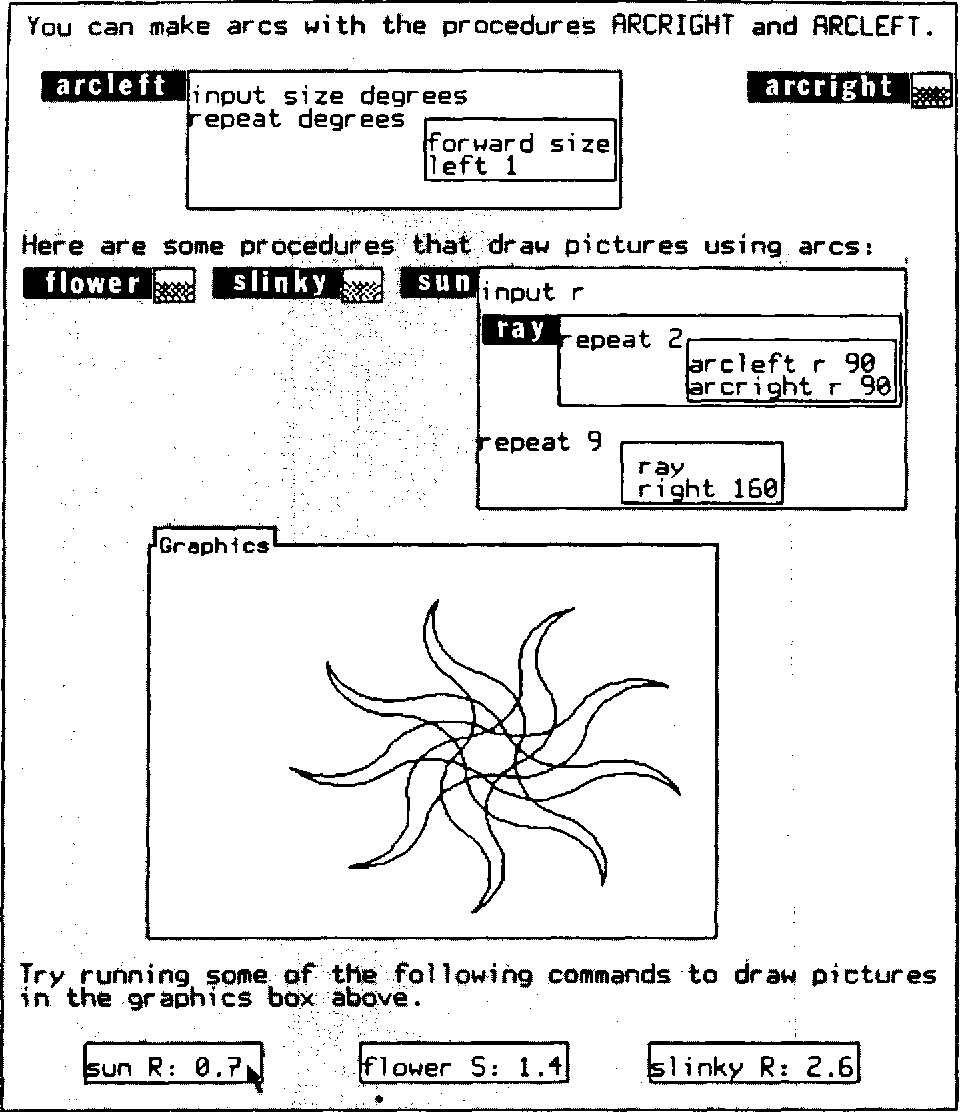 You can make arcs with the procedures ARCRIGHT and ARCLEFT.
arcleft
input size degrees
repeat degrees
forward size
left 1
arcright
Here are some procedures that draw pictures using arcs:
flower
slinky
sun
input r
ray
repeat 2
arcleft r 90
arcright r 90
repeat 9
ray
right 160
Graphics
Try running some of the following commands to draw pictures
in the graphics box above.
sun R: 0.7
flower S: 1.4
slinky R: 2.6